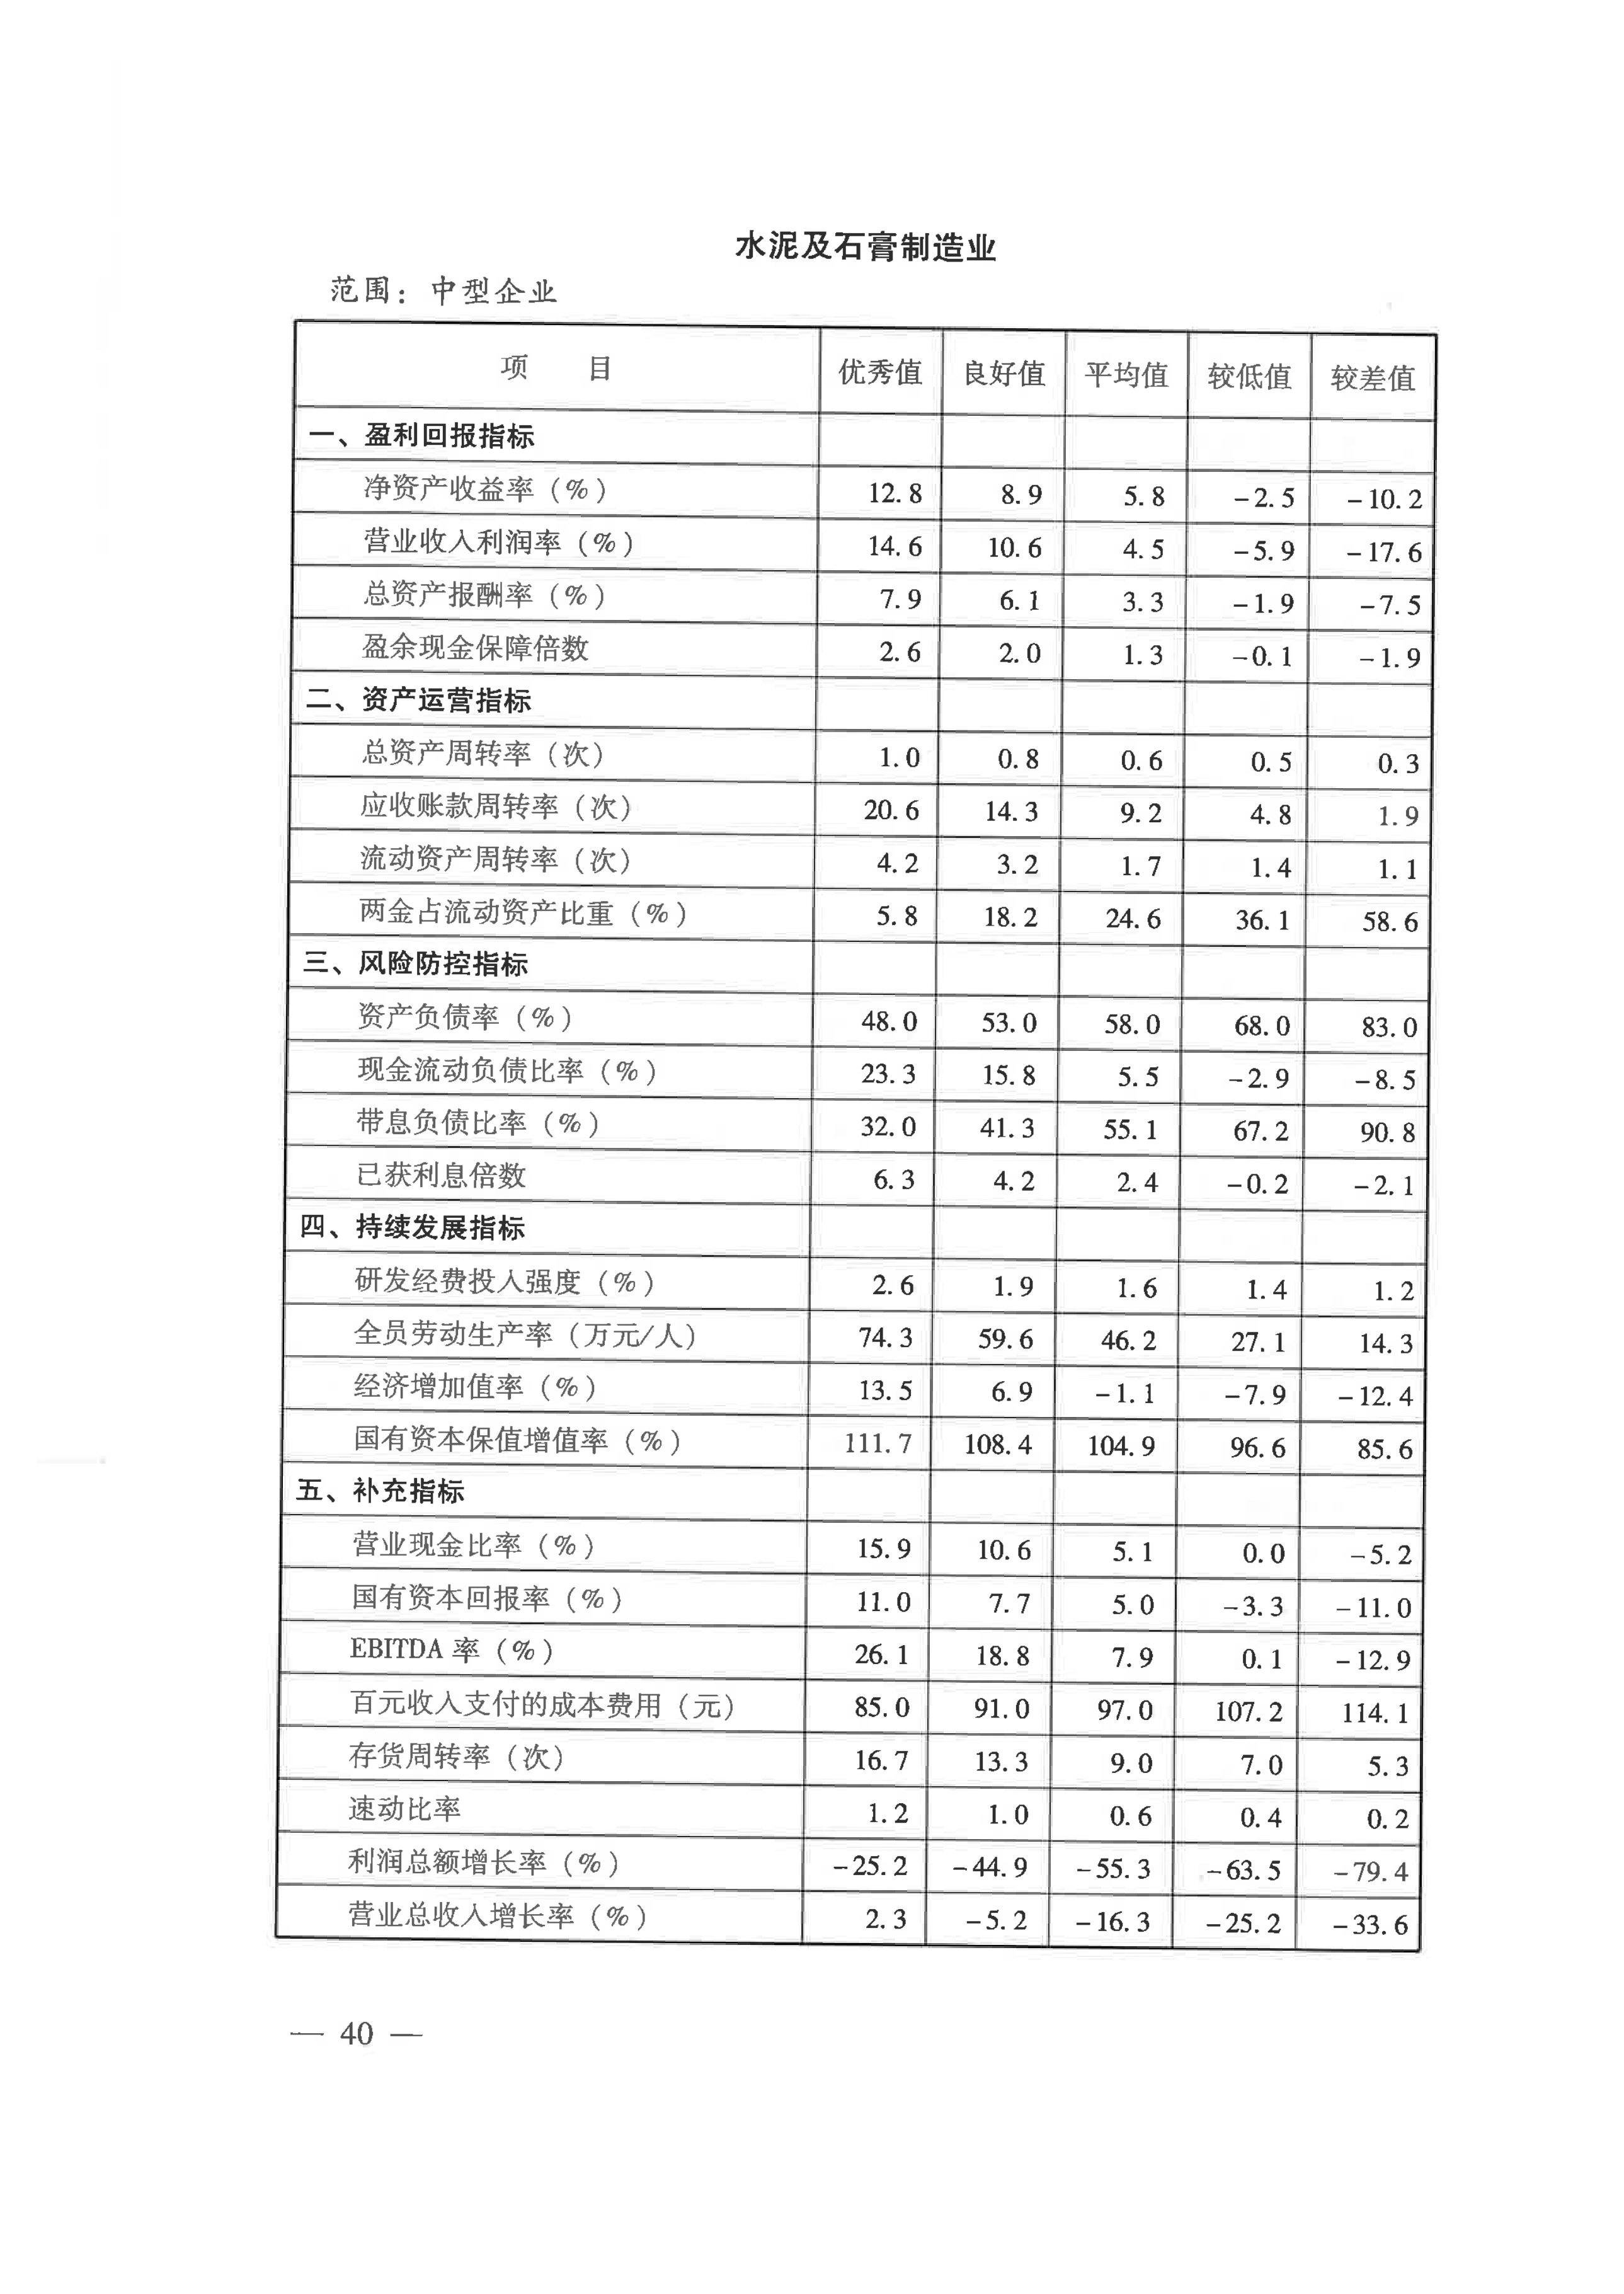 水泥及石膏制造业
范围：中型企业
项 目 优秀值 良好值 平均值 较低值 较差值
一、盈利回报指标
净资产收益率（%） 12.8 8.9 5.8 -2.5 -10.2
营业收入利润率（%） 14.6 10.6 4.5 -5.9 -17.6
总资产报酬率（%） 7.9 6.1 3.3 -1.9 -7.5
盈余现金保障倍数 2.6 2.0 1.3 -0.1 -1.9
二、资产运营指标
总资产周转率（次） 1.0 0.8 0.6 0.5 0.3
应收账款周转率（次） 20.6 14.3 9.2 4.8 1.9
流动资产周转率（次） 4.2 3.2 1.7 1.4 1.1
两金占流动资产比重（%） 5.8 18.2 24.6 36.1 58.6
三、风险防控指标
资产负债率（%） 48.0 53.0 58.0 68.0 83.0
现金流动负债比率（%） 23.3 15.8 5.5 -2.9 -8.5
带息负债比率（%） 32.0 41.3 55.1 67.2 90.8
已获利息倍数 6.3 4.2 2.4 -0.2 -2.1
四、持续发展指标
研发经费投入强度（%） 2.6 1.9 1.6 1.4 1.2
全员劳动生产率（万元/人） 74.3 59.6 46.2 27.1 14.3
经济增加值率（%） 13.5 6.9 -1.1 -7.9 -12.4
国有资本保值增值率（%） 111.7 108.4 104.9 96.6 85.6
五、补充指标
营业现金比率（%） 15.9 10.6 5.1 0.0 -5.2
国有资本回报率（%） 11.0 7.7 5.0 -3.3 -11.0
EBITDA 率（%） 26.1 18.8 7.9 0.1 -12.9
百元收入支付的成本费用（元） 85.0 91.0 97.0 107.2 114.1
存货周转率（次） 16.7 13.3 9.0 7.0 5.3
速动比率 1.2 1.0 0.6 0.4 0.2
利润总额增长率（%） -25.2 -44.9 -55.3 -63.5 -79.4
营业总收入增长率（%） 2.3 -5.2 -16.3 -25.2 -33.6
— 40 —